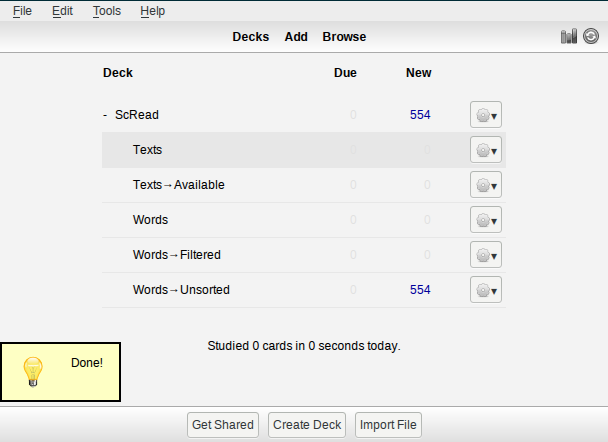 File Edit Tools Help
Decks Add Browse
Deck Due New
- ScRead 0 554
Texts 0 0
Texts→Available 0 0
Words 0 0
Words→Filtered 0 0
Words→Unsorted 0 554
Studied 0 cards in 0 seconds today.
Done!
Get Shared Create Deck Import File